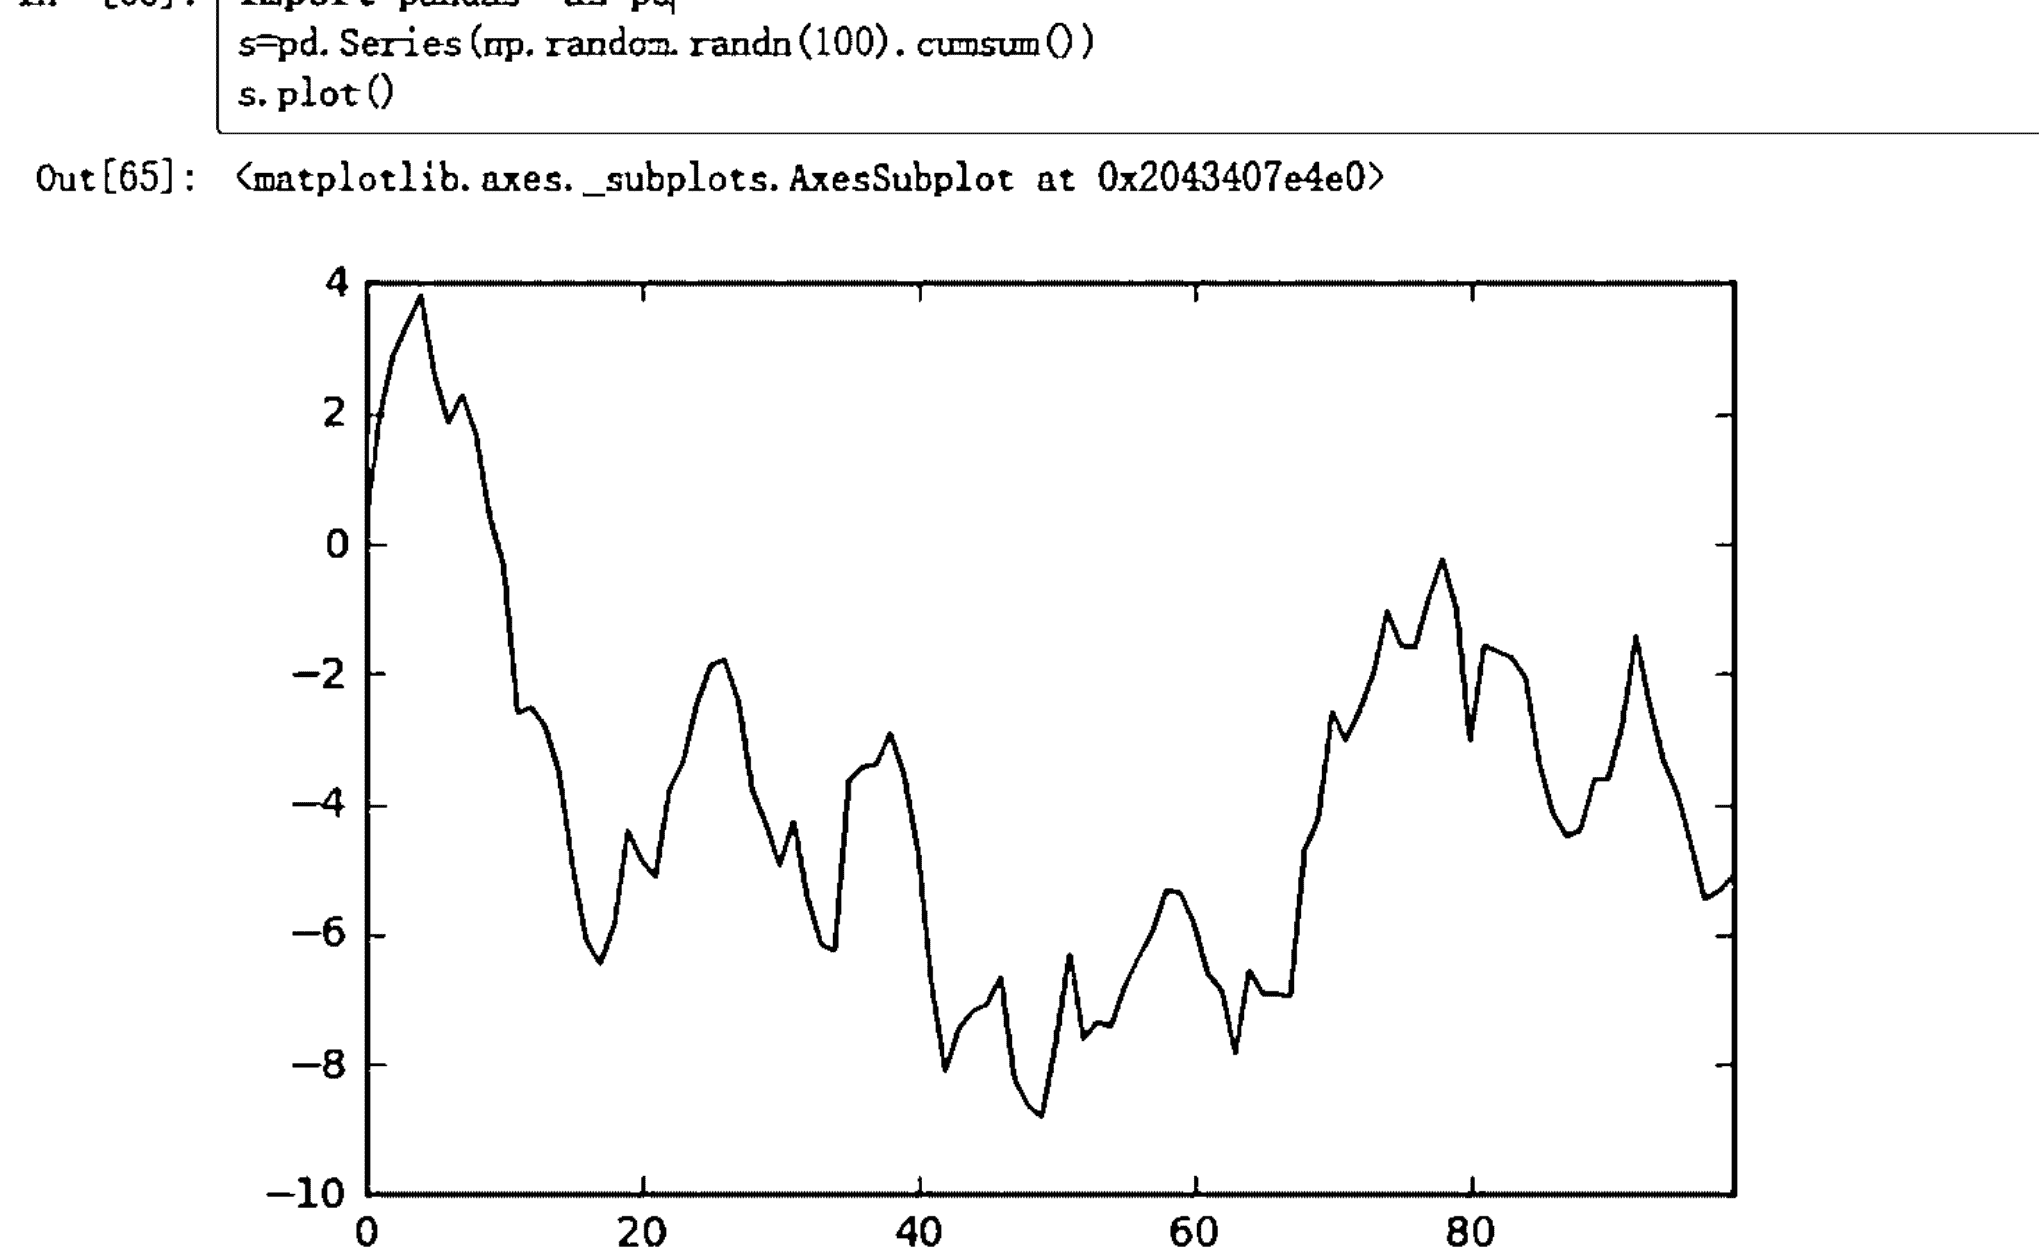 s=pd.Series(np.random.randn(100).cumsum())
s.plot()
Out[65]: <matplotlib.axes._subplots.AxesSubplot at 0x2043407e4e0>
4
2
0
−2
−4
−6
−8
−10
0 20 40 60 80